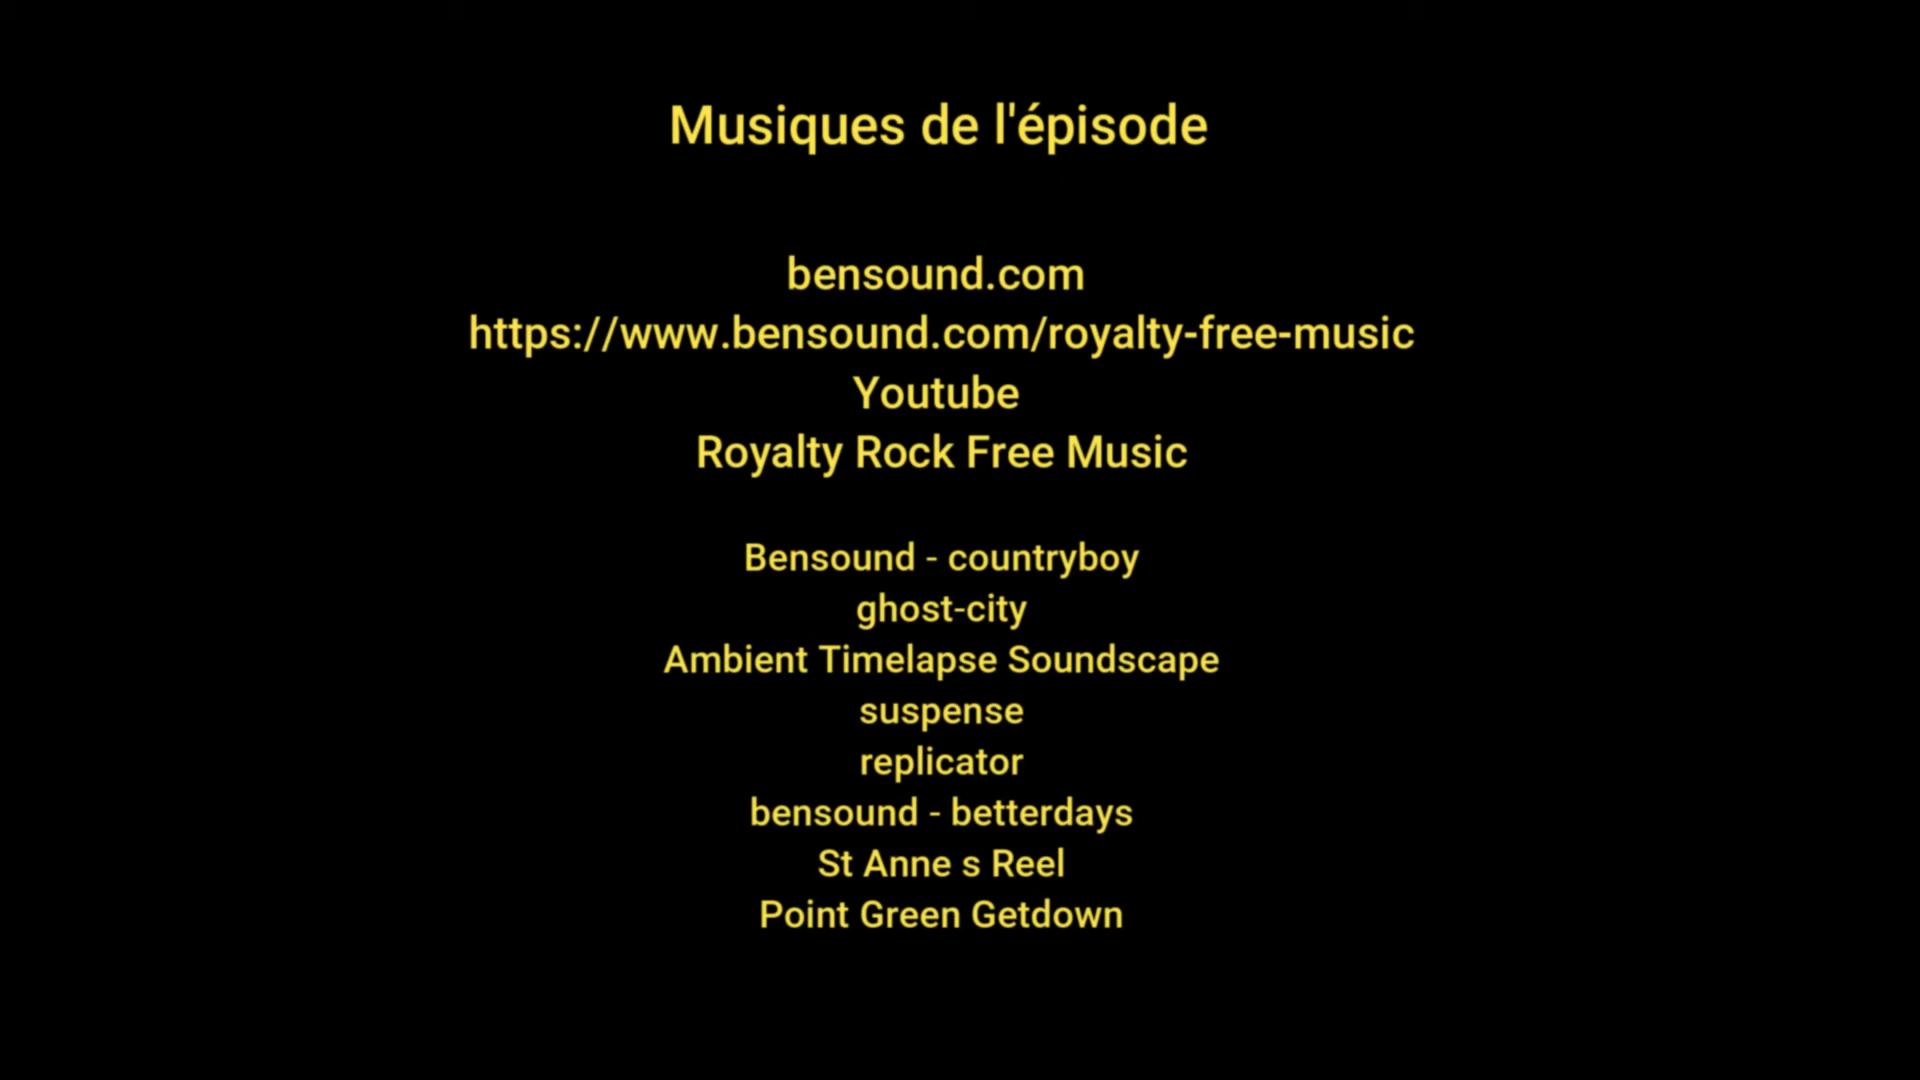 Musiques de l'épisode
bensound.com
https://www.bensound.com/royalty-free-music
Youtube
Royalty Rock Free Music
Bensound - countryboy
ghost-city
Ambient Timelapse Soundscape
suspense
replicator
bensound - betterdays
St Anne s Reel
Point Green Getdown